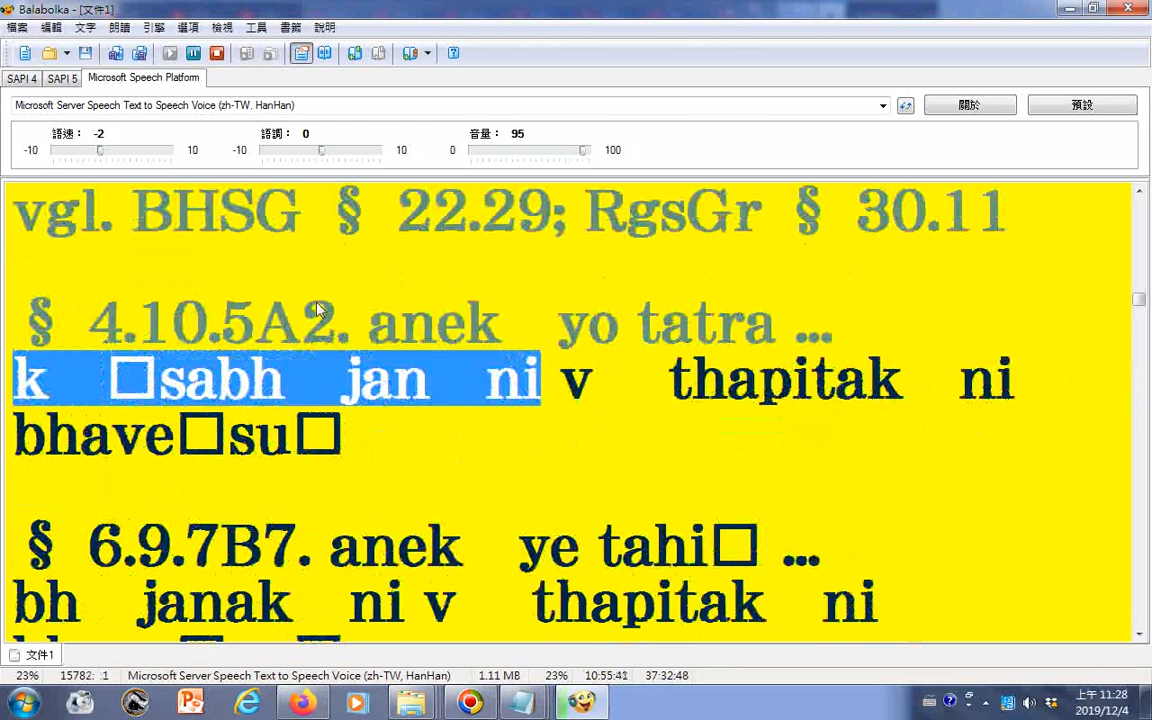 Balabolka - [文件1]
檔案 編輯 文字 朗讀 引擎 選項 檢視 工具 書籤 說明
SAPI 4 SAPI 5 Microsoft Speech Platform
Microsoft Server Speech Text to Speech Voice (zh-TW, HanHan) 關於 預設
語速： -2 語調： 0 音量： 95
-10 10 -10 10 0 100
vgl. BHSG § 22.29; RgsGr § 30.11
§ 4.10.5A2. anek yo tatra ...
k □sabh jan ni v thapitak ni
bhave□su□
§ 6.9.7B7. anek ye tahi□ ...
bh janak ni v thapitak ni
文件1
23% 15782: :1 Microsoft Server Speech Text to Speech Voice (zh-TW, HanHan) 1.11 MB 23% 10:55:41 37:32:48
上午 11:28
2019/12/4